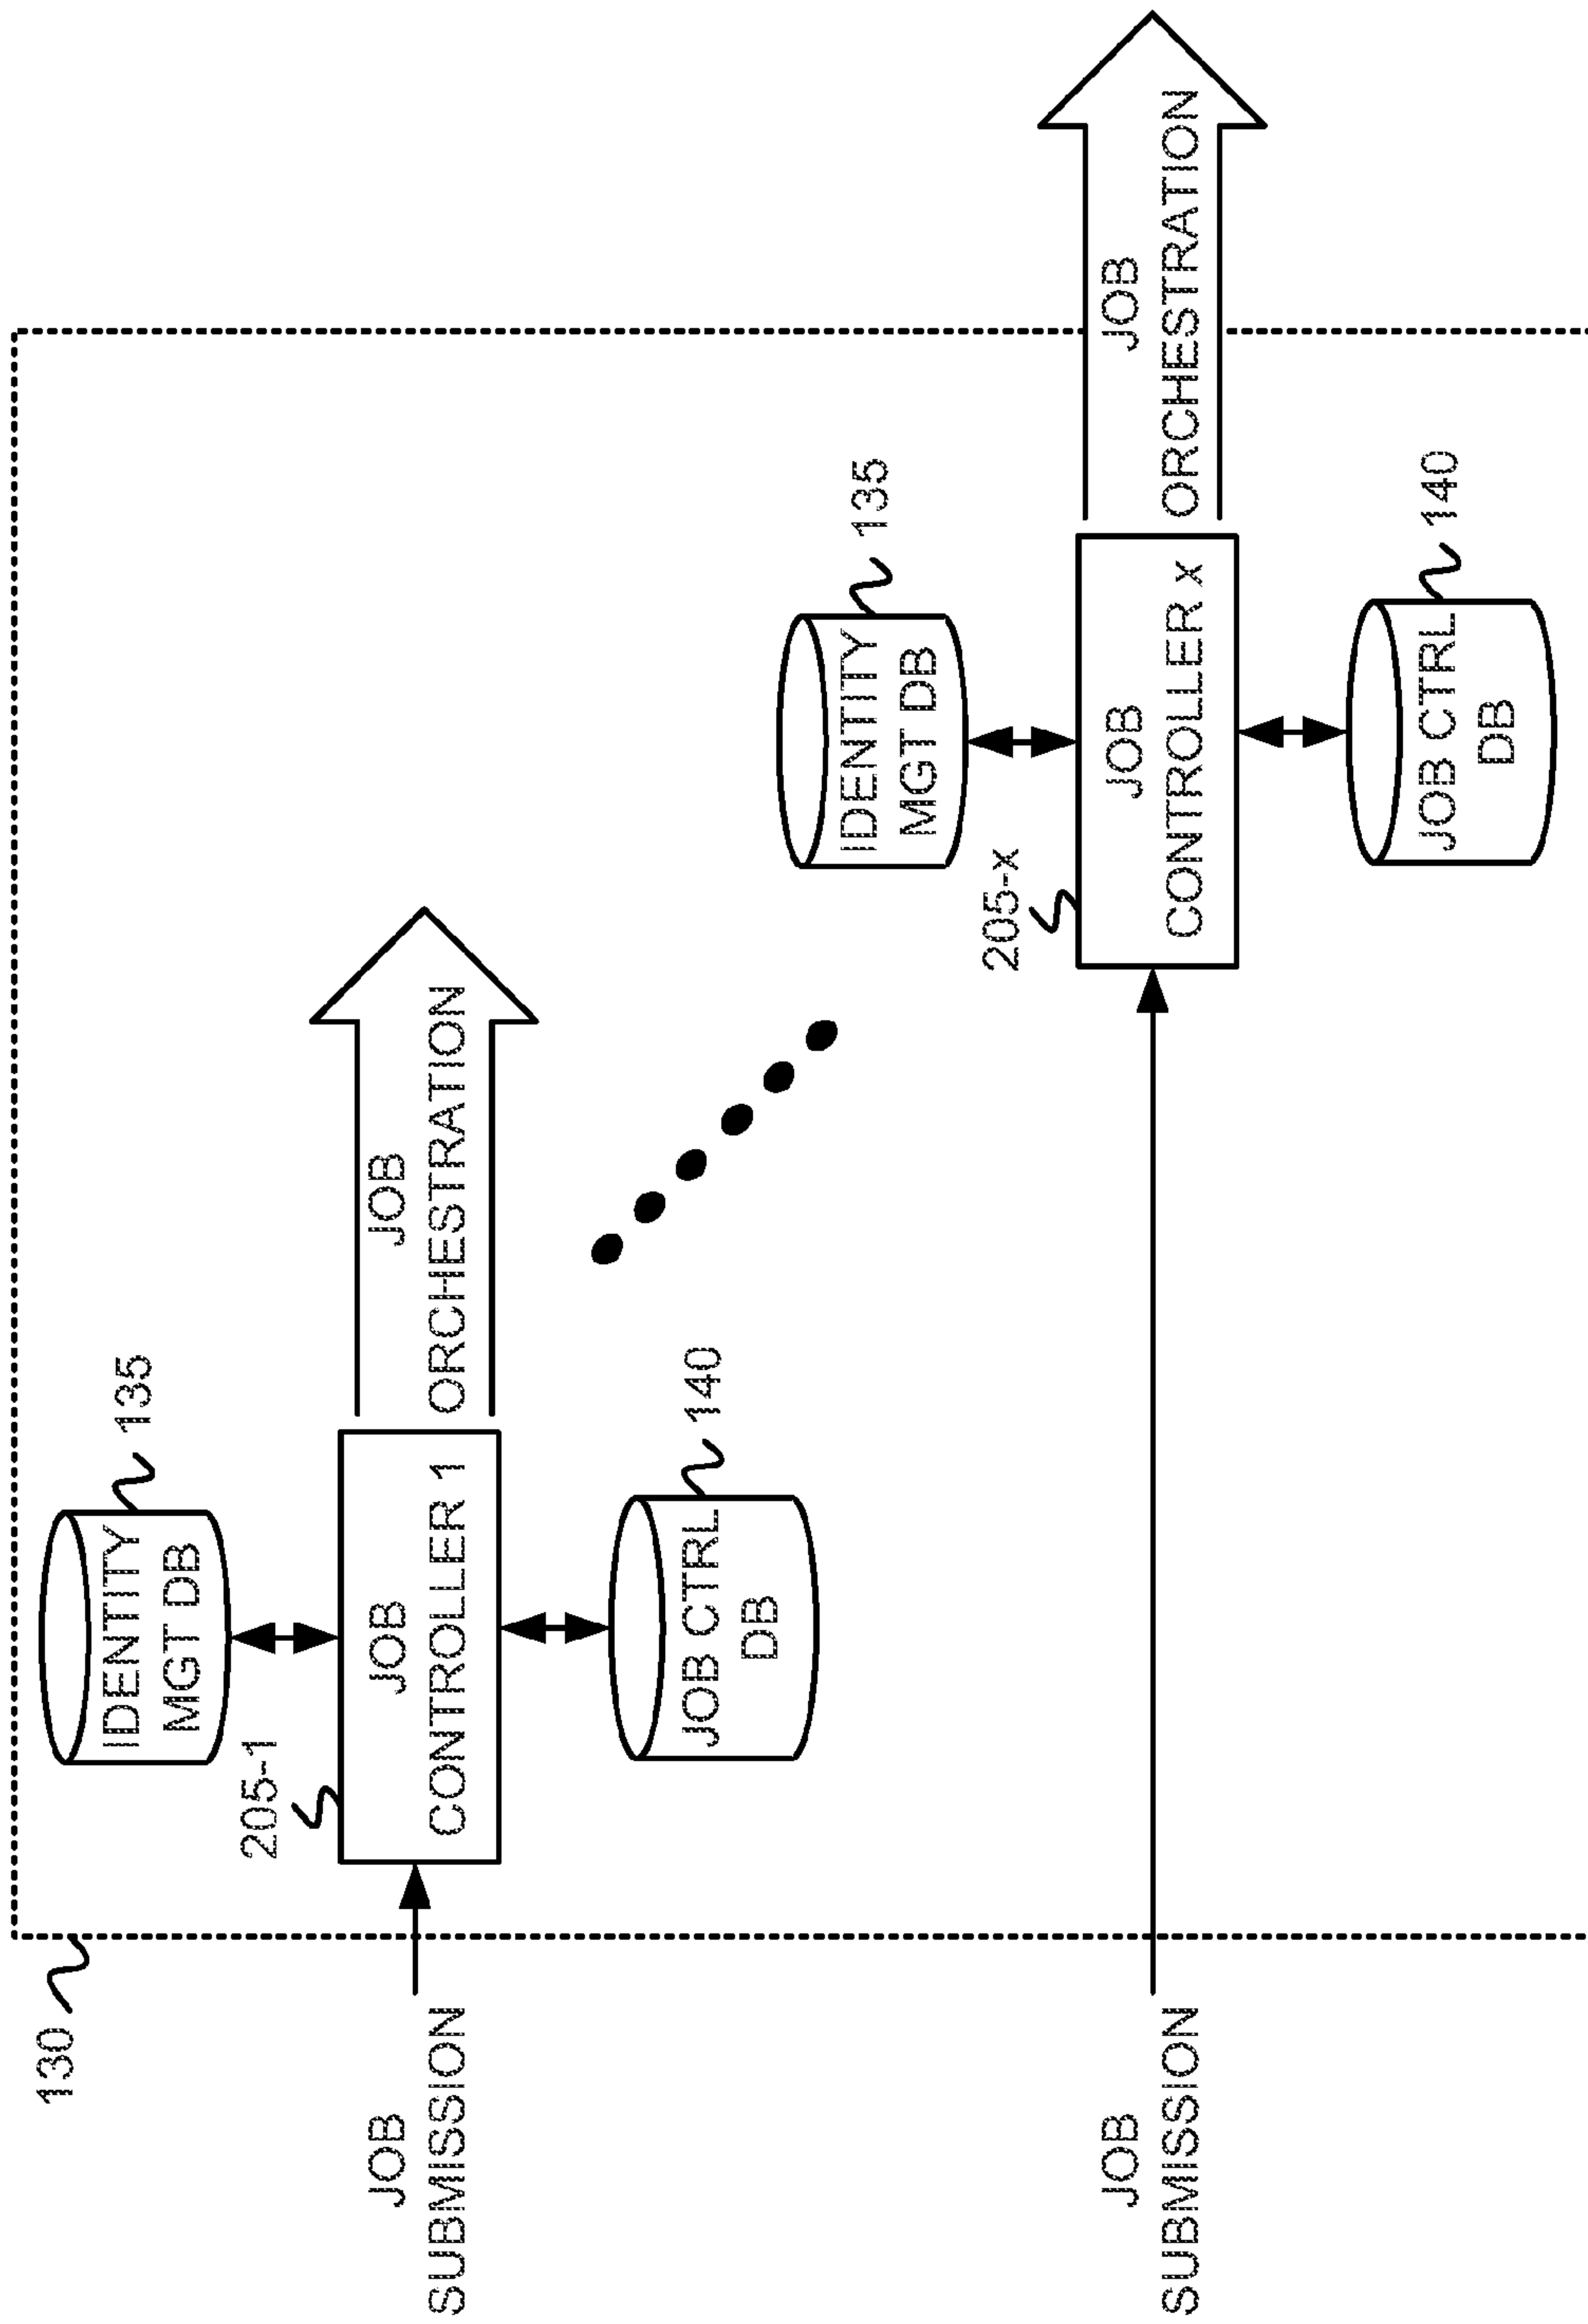 130
IDENTITY
MGT DB
135
205-1
JOB
SUBMISSION
JOB
CONTROLLER 1
JOB
ORCHESTRATION
JOB CTRL
DB
140
IDENTITY
MGT DB
135
205-x
JOB
SUBMISSION
JOB
CONTROLLER x
JOB
ORCHESTRATION
JOB CTRL
DB
140